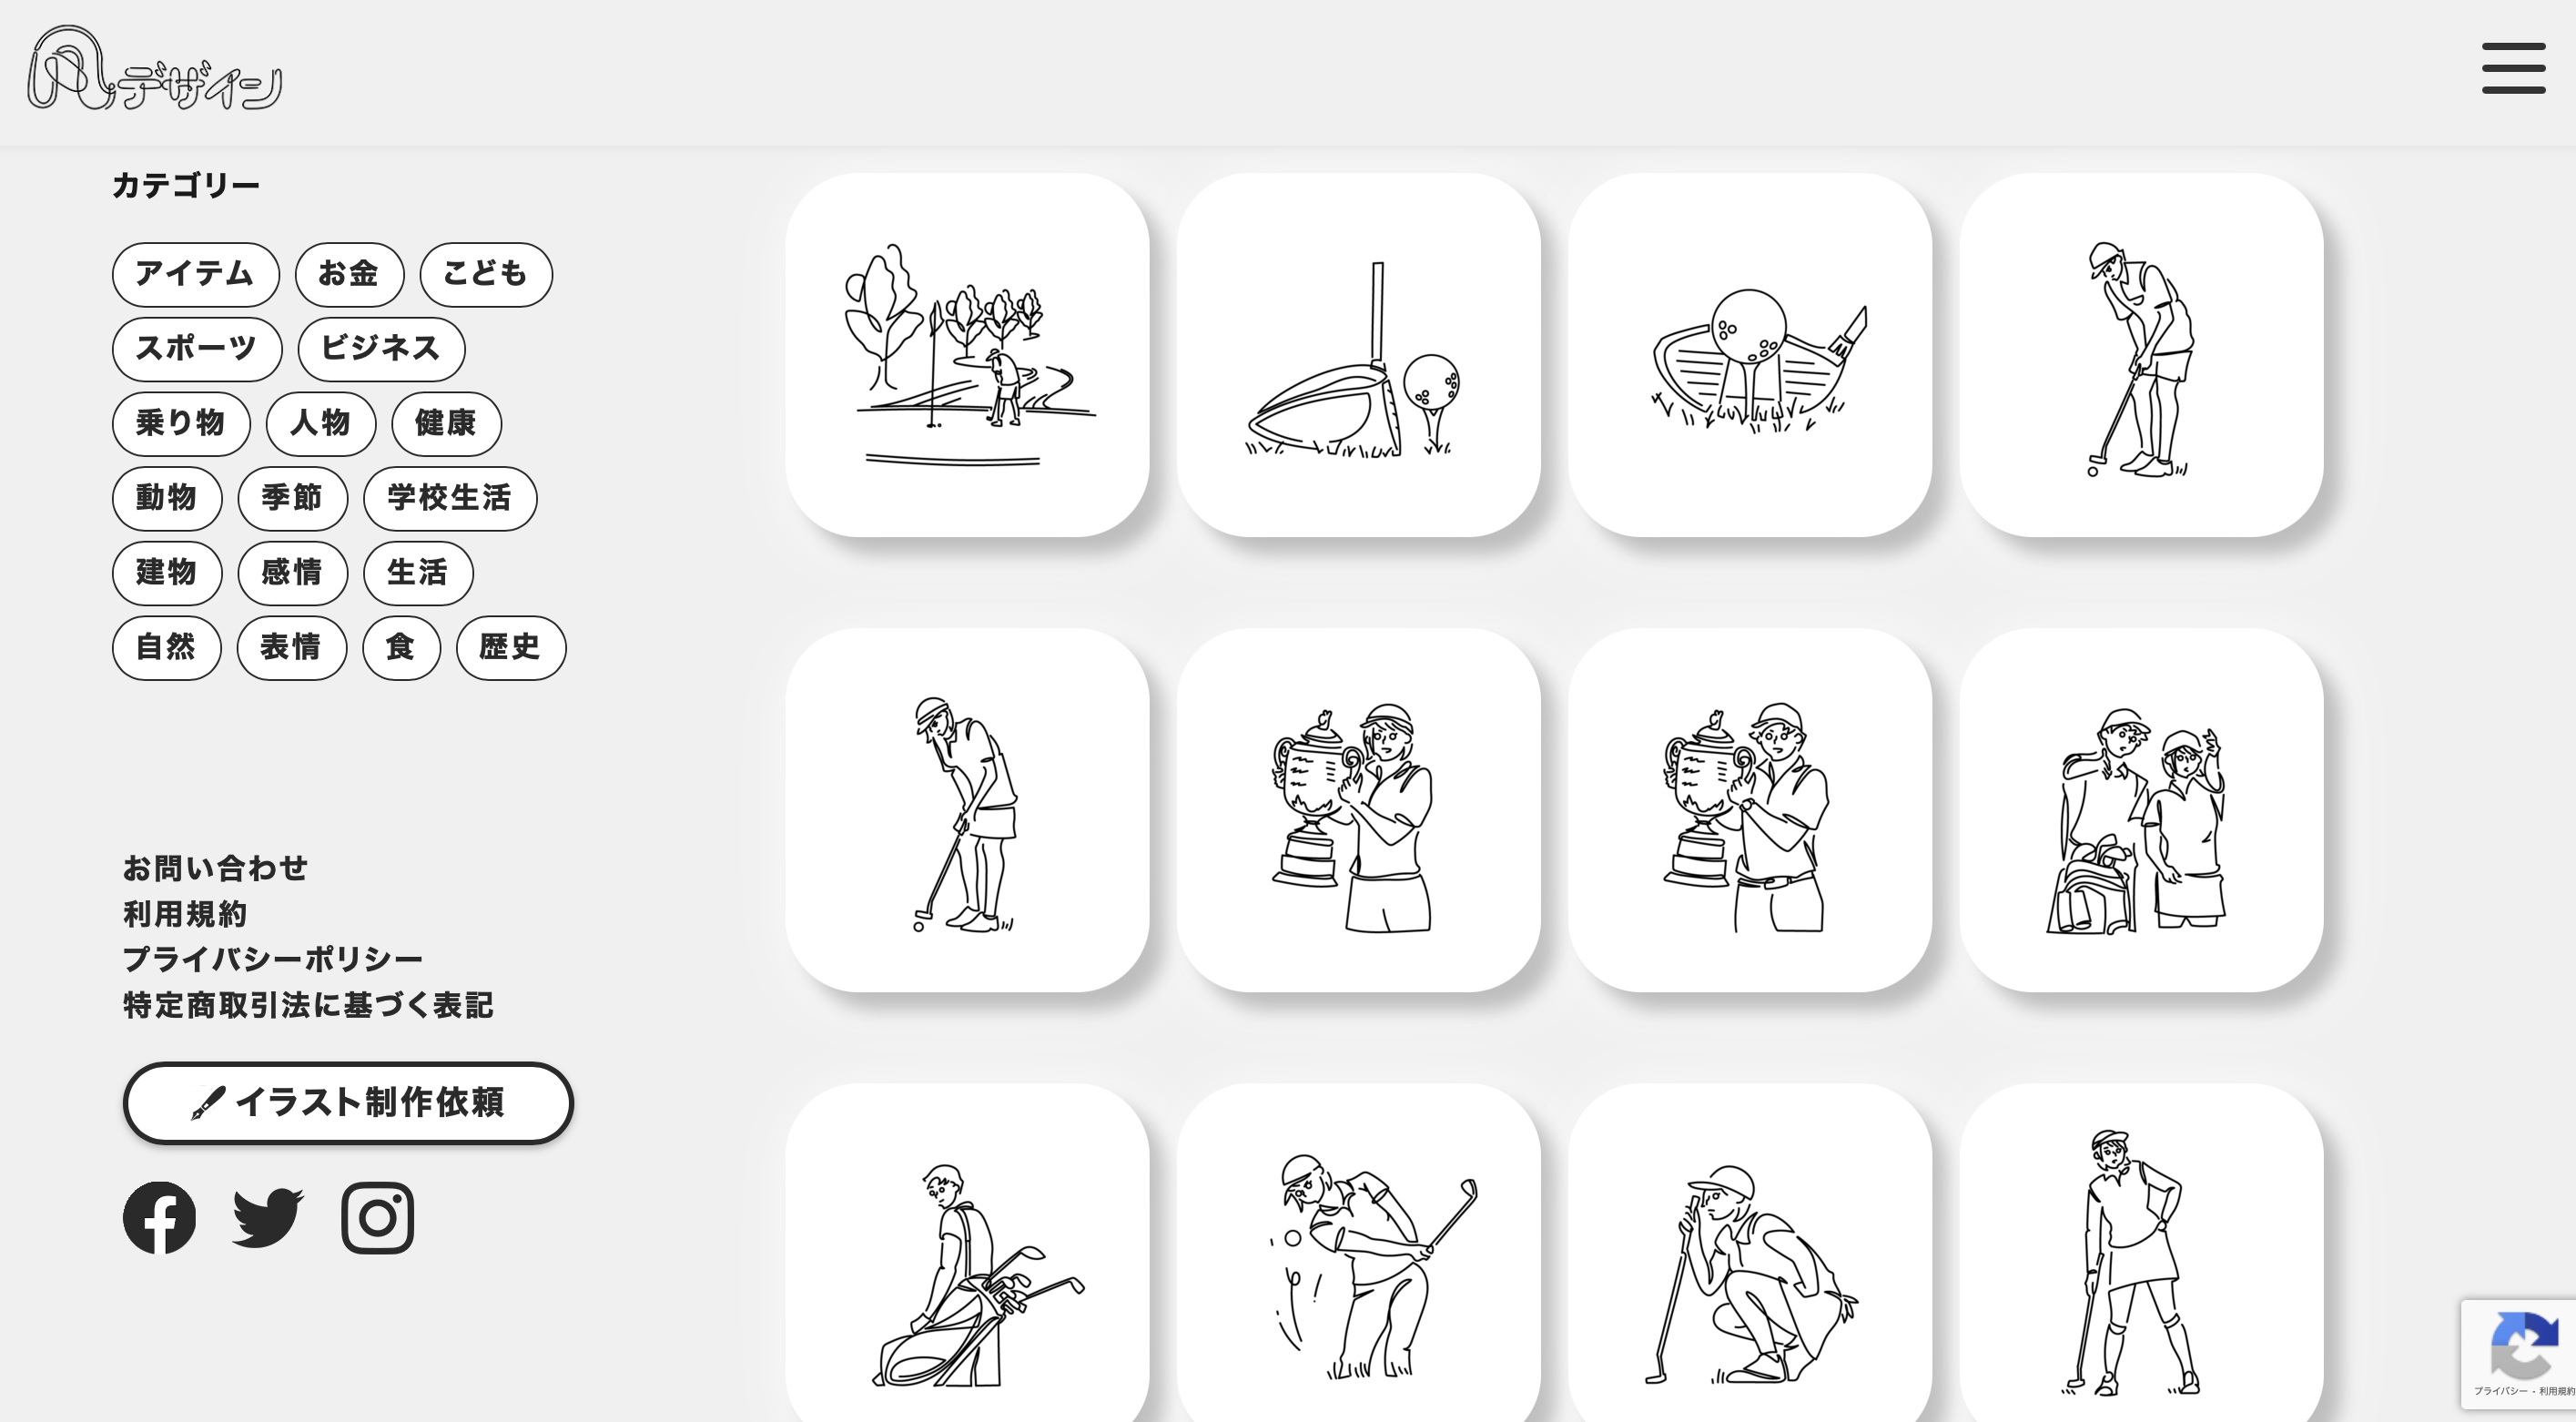 デザイン
カテゴリー
アイテム お金 こども
スポーツ ビジネス
乗り物 人物 健康
動物 季節 学校生活
建物 感情 生活
自然 表情 食 歴史
お問い合わせ
利用規約
プライバシーポリシー
特定商取引法に基づく表記
イラスト制作依頼
プライバシー - 利用規約